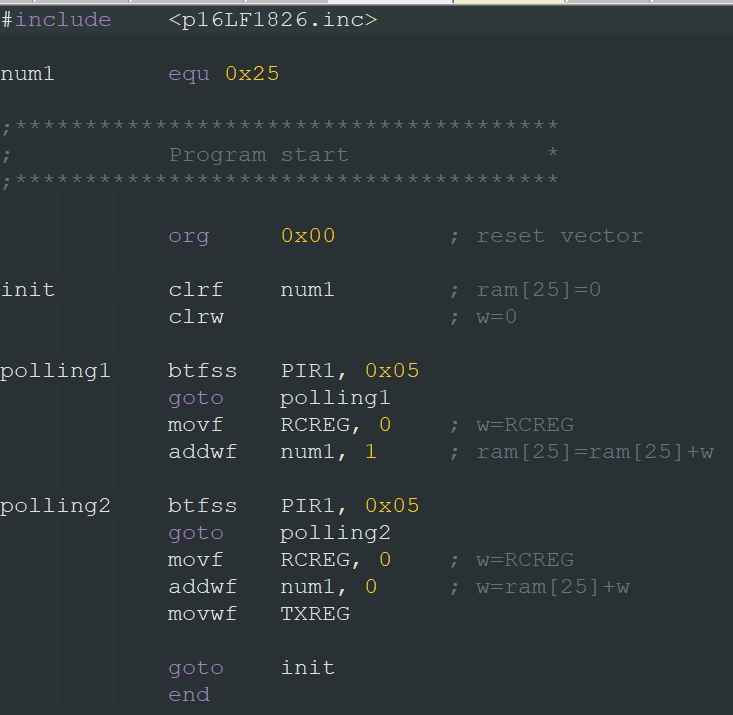 #include <p16LF1826.inc>
num1 equ 0x25
;***************************************
; Program start *
;***************************************
org 0x00 ; reset vector
init clrf num1 ; ram[25]=0
clrw ; w=0
polling1 btfss PIR1, 0x05
goto polling1
movf RCREG, 0 ; w=RCREG
addwf num1, 1 ; ram[25]=ram[25]+w
polling2 btfss PIR1, 0x05
goto polling2
movf RCREG, 0 ; w=RCREG
addwf num1, 0 ; w=ram[25]+w
movwf TXREG
goto init
end